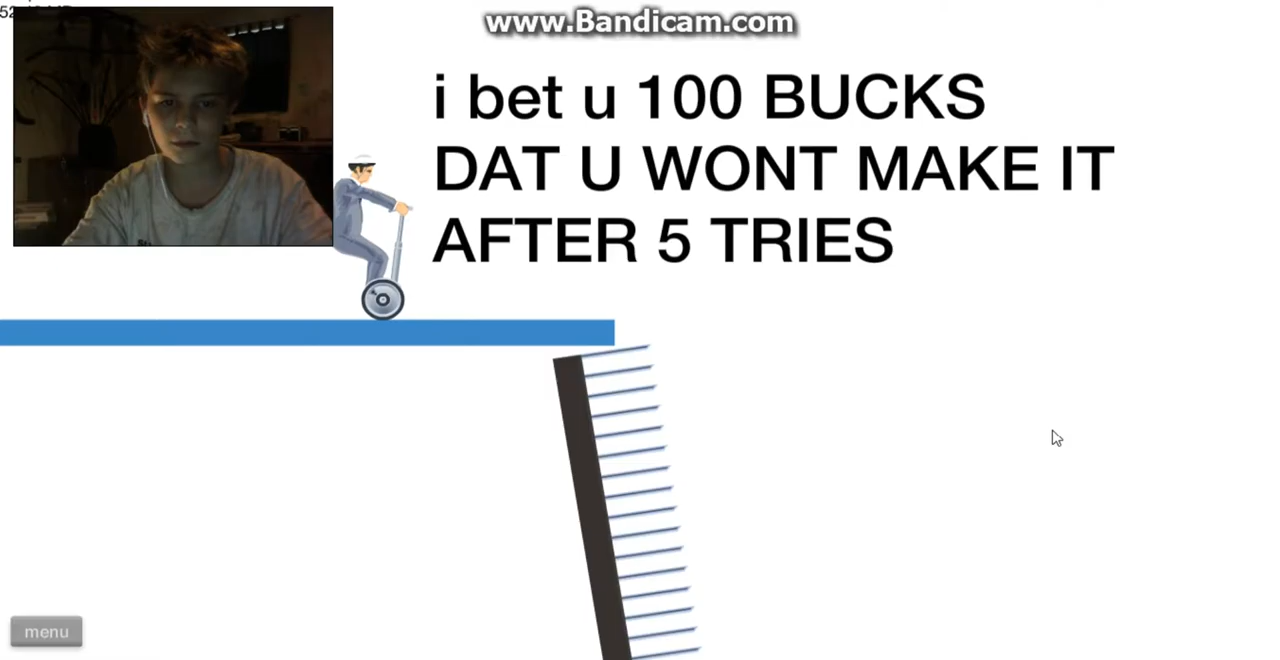 www.Bandicam.com
i bet u 100 BUCKS
DAT U WONT MAKE IT
AFTER 5 TRIES
menu